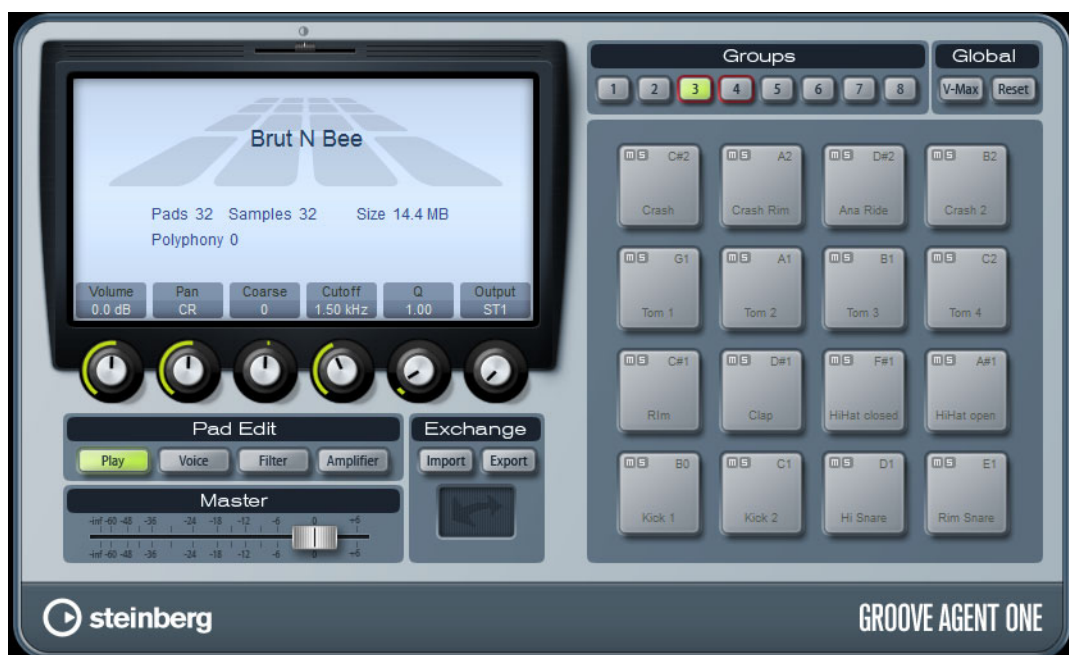 Brut N Bee
Pads 32 Samples 32 Size 14.4 MB
Polyphony 0
Volume Pan Coarse Cutoff Q Output
0.0 dB CR 0 1.50 kHz 1.00 ST1
Pad Edit
Play Voice Filter Amplifier
Exchange
Import Export
Master
-inf -60 -48 -36 -24 -18 -12 -6 0 +6
-inf -60 -48 -36 -24 -18 -12 -6 0 +6
Groups
1 2 3 4 5 6 7 8
Global
V-Max Reset
m s C#2 m s A2 m s D#2 m s B2
Crash Crash Rim Ana Ride Crash 2
m s G1 m s A1 m s B1 m s C2
Tom 1 Tom 2 Tom 3 Tom 4
m s C#1 m s D#1 m s F#1 m s A#1
RIm Clap HiHat closed HiHat open
m s B0 m s C1 m s D1 m s E1
Kick 1 Kick 2 Hi Snare Rim Snare
steinberg
GROOVE AGENT ONE